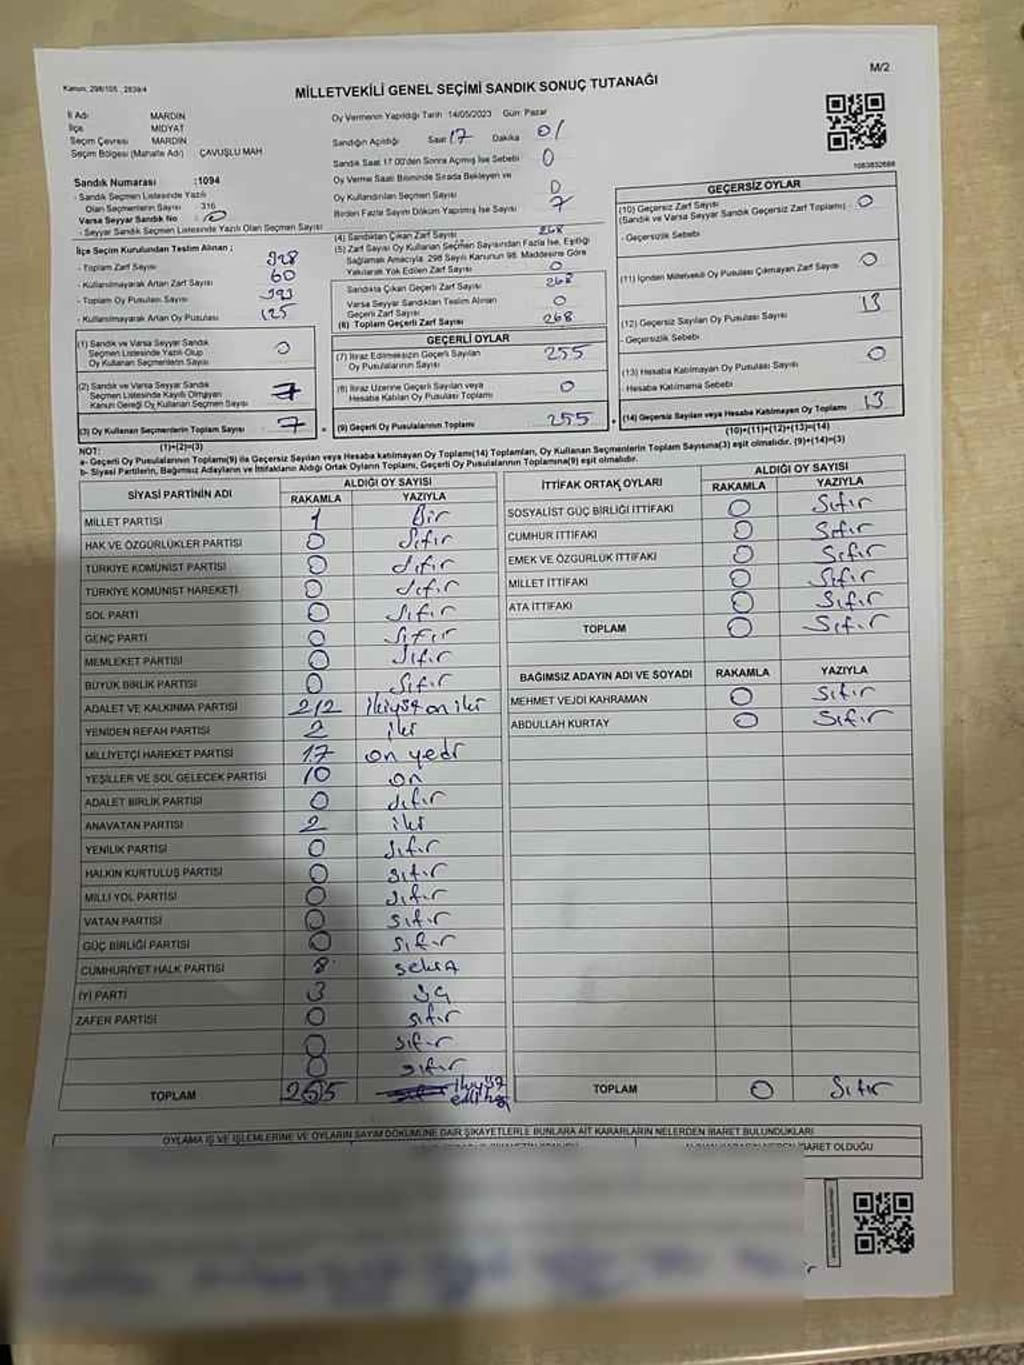 Kanun, 298/105 , 2839/4
M/2
MİLLETVEKİLİ GENEL SEÇİMİ SANDIK SONUÇ TUTANAĞI
İl Adı MARDİN
İlçe MİDYAT
Seçim Çevresi MARDİN
Seçim Bölgesi (Mahalle Adı) ÇAVUŞLU MAH
Sandık Numarası :1094
- Sandık Seçmen Listesinde Yazılı
Olan Seçmenlerin Sayısı 316
Varsa Seyyar Sandık No : 0
- Seyyar Sandık Seçmen Listesinde Yazılı Olan Seçmen Sayısı
İlçe Seçim Kurulundan Teslim Alınan ;
- Toplam Zarf Sayısı 328
- Kullanılmayarak Artan Zarf Sayısı 60
- Toplam Oy Pusulası Sayısı 393
- Kullanılmayarak Artan Oy Pusulası 125
Oy Vermenin Yapıldığı Tarih 14/05/2023 Gün: Pazar
Sandığın Açıldığı Saat 17 Dakika 01
Sandık Saat 17:00'den Sonra Açmış İse Sebebi 0
Oy Verme Saati Bitiminde Sırada Bekleyen ve
Oy Kullandırılan Seçmen Sayısı 0
Birden Fazla Sayım Döküm Yapılmış İse Sayısı 7
(4) Sandıktan Çıkan Zarf Sayısı 268
(5) Zarf Sayısı Oy Kullanan Seçmen Sayısından Fazla İse, Eşitliği
Sağlamak Amacıyla, 298 Sayılı Kanunun 98. Maddesine Göre
Yakılarak Yok Edilen Zarf Sayısı 0
Sandıkta Çıkan Geçerli Zarf Sayısı 268
Varsa Seyyar Sandıktan Teslim Alınan
Geçerli Zarf Sayısı 0
(6) Toplam Geçerli Zarf Sayısı 268
1083832688
GEÇERSİZ OYLAR
(10) Geçersiz Zarf Sayısı 0
(Sandık ve Varsa Seyyar Sandık Geçersiz Zarf Toplamı)
- Geçersizlik Sebebi
(11) İçinden Milletvekili Oy Pusulası Çıkmayan Zarf Sayısı 0
(12) Geçersiz Sayılan Oy Pusulası Sayısı 13
- Geçersizlik Sebebi
(13) Hesaba Katılmayan Oy Pusulası Sayısı 0
Hesaba Katılmama Sebebi
(14) Geçersiz Sayılan veya Hesaba Katılmayan Oy Toplamı 13
(10)+(11)+(12)+(13)=(14)
(1) Sandık ve Varsa Seyyar Sandık
Seçmen Listesinde Yazılı Olup
Oy Kullanan Seçmenlerin Sayısı 0
(2) Sandık ve Varsa Seyyar Sandık
Seçmen Listesinde Kayıtlı Olmayan
Kanun Gereği Oy Kullanan Seçmen Sayısı 7
(3) Oy Kullanan Seçmenlerin Toplam Sayısı 7
(1)+(2)=(3)
GEÇERLİ OYLAR
(7) İtiraz Edilmeksizin Geçerli Sayılan
Oy Pusulalarının Sayısı 255
(8) İtiraz Üzerine Geçerli Sayılan veya
Hesaba Katılan Oy Pusulası Toplamı 0
(9) Geçerli Oy Pusulalarının Toplamı 255
NOT:
a- Geçerli Oy Pusulalarının Toplamı(9) ile Geçersiz Sayılan veya Hesaba katılmayan Oy Toplamı(14) Toplamları, Oy Kullanan Seçmenlerin Toplam Sayısına(3) eşit olmalıdır. (9)+(14)=(3)
b- Siyasi Partilerin, Bağımsız Adayların ve İttifakların Aldığı Ortak Oyların Toplamı, Geçerli Oy Pusulalarının Toplamına(9) eşit olmalıdır.
SİYASİ PARTİNİN ADI ALDIĞI OY SAYISI
RAKAMLA YAZIYLA
MİLLET PARTİSİ 1 Bir
HAK VE ÖZGÜRLÜKLER PARTİSİ 0 Sıfır
TÜRKİYE KOMÜNİST PARTİSİ 0 Sıfır
TÜRKİYE KOMÜNİST HAREKETİ 0 Sıfır
SOL PARTİ 0 Sıfır
GENÇ PARTİ 0 Sıfır
MEMLEKET PARTİSİ 0 Sıfır
BÜYÜK BİRLİK PARTİSİ 0 Sıfır
ADALET VE KALKINMA PARTİSİ 212 ikiyüz on iki
YENİDEN REFAH PARTİSİ 2 iki
MİLLİYETÇİ HAREKET PARTİSİ 17 on yedi
YEŞİLLER VE SOL GELECEK PARTİSİ 10 on
ADALET BİRLİK PARTİSİ 0 sıfır
ANAVATAN PARTİSİ 2 iki
YENİLİK PARTİSİ 0 sıfır
HALKIN KURTULUŞ PARTİSİ 0 sıfır
MİLLİ YOL PARTİSİ 0 sıfır
VATAN PARTİSİ 0 sıfır
GÜÇ BİRLİĞİ PARTİSİ 0 sıfır
CUMHURİYET HALK PARTİSİ 8 sekiz
İYİ PARTİ 3 üç
ZAFER PARTİSİ 0 sıfır
0 sıfır
0 sıfır
TOPLAM 255 ikiyüz elli beş
İTTİFAK ORTAK OYLARI ALDIĞI OY SAYISI
RAKAMLA YAZIYLA
SOSYALİST GÜÇ BİRLİĞİ İTTİFAKI 0 Sıfır
CUMHUR İTTİFAKI 0 Sıfır
EMEK VE ÖZGÜRLÜK İTTİFAKI 0 Sıfır
MİLLET İTTİFAKI 0 Sıfır
ATA İTTİFAKI 0 Sıfır
TOPLAM 0 Sıfır
BAĞIMSIZ ADAYIN ADI VE SOYADI RAKAMLA YAZIYLA
MEHMET VEJDİ KAHRAMAN 0 Sıfır
ABDULLAH KURTAY 0 Sıfır
TOPLAM 0 Sıfır
OYLAMA İŞ VE İŞLEMLERİNE VE OYLARIN SAYIM DÖKÜMÜNE DAİR ŞİKAYETLERLE BUNLARA AİT KARARLARIN NELERDEN İBARET BULUNDUKLARI
İBARET OLDUĞU